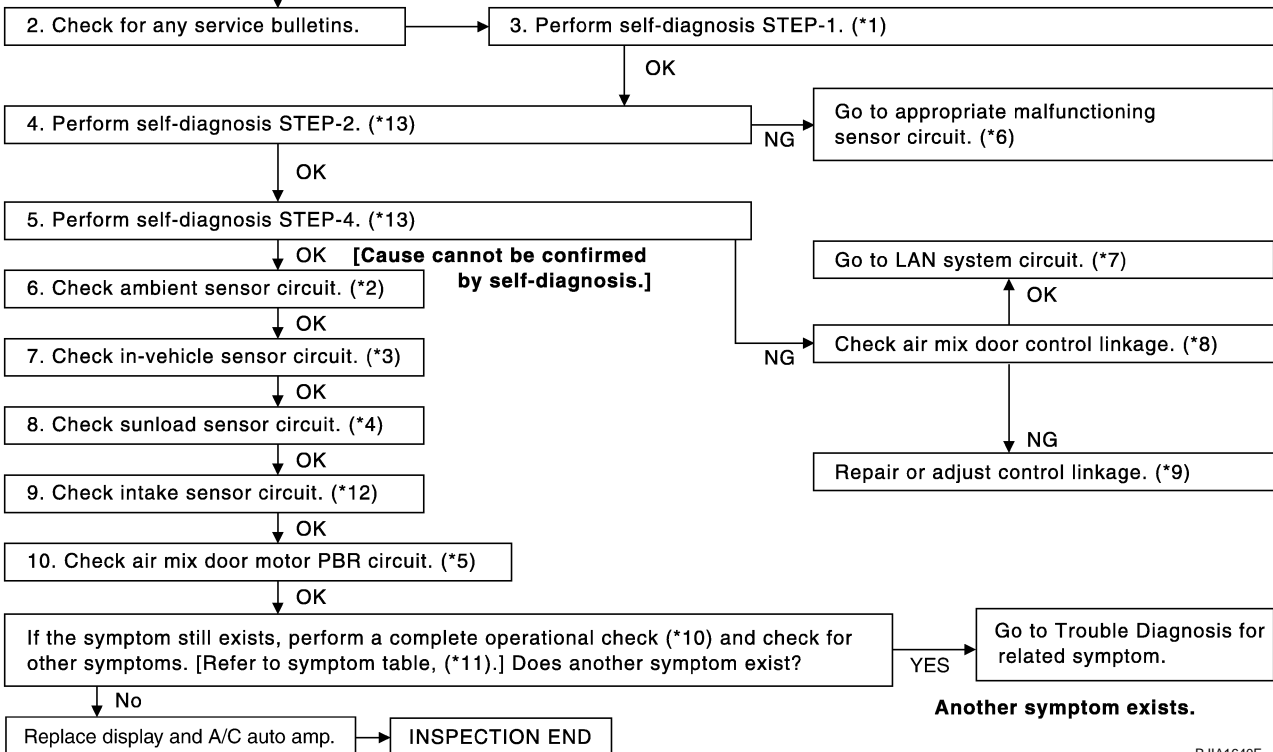 2. Check for any service bulletins.
3. Perform self-diagnosis STEP-1. (*1)
OK
4. Perform self-diagnosis STEP-2. (*13)
NG
Go to appropriate malfunctioning
sensor circuit. (*6)
OK
5. Perform self-diagnosis STEP-4. (*13)
OK
[Cause cannot be confirmed
by self-diagnosis.]
Go to LAN system circuit. (*7)
OK
6. Check ambient sensor circuit. (*2)
OK
NG
Check air mix door control linkage. (*8)
7. Check in-vehicle sensor circuit. (*3)
OK
8. Check sunload sensor circuit. (*4)
NG
OK
Repair or adjust control linkage. (*9)
9. Check intake sensor circuit. (*12)
OK
10. Check air mix door motor PBR circuit. (*5)
OK
If the symptom still exists, perform a complete operational check (*10) and check for
other symptoms. [Refer to symptom table, (*11).] Does another symptom exist?
YES
Go to Trouble Diagnosis for
related symptom.
No
Another symptom exists.
Replace display and A/C auto amp.
INSPECTION END